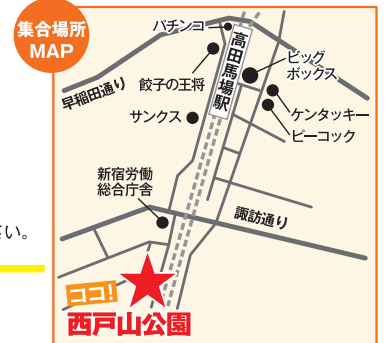 集合場所
MAP
パチンコ
高田馬場駅
ビッグ
ボックス
早稲田通り
餃子の王将
サンクス
ケンタッキー
ピーコック
新宿労働
総合庁舎
諏訪通り
さい。
ココ!
西戸山公園